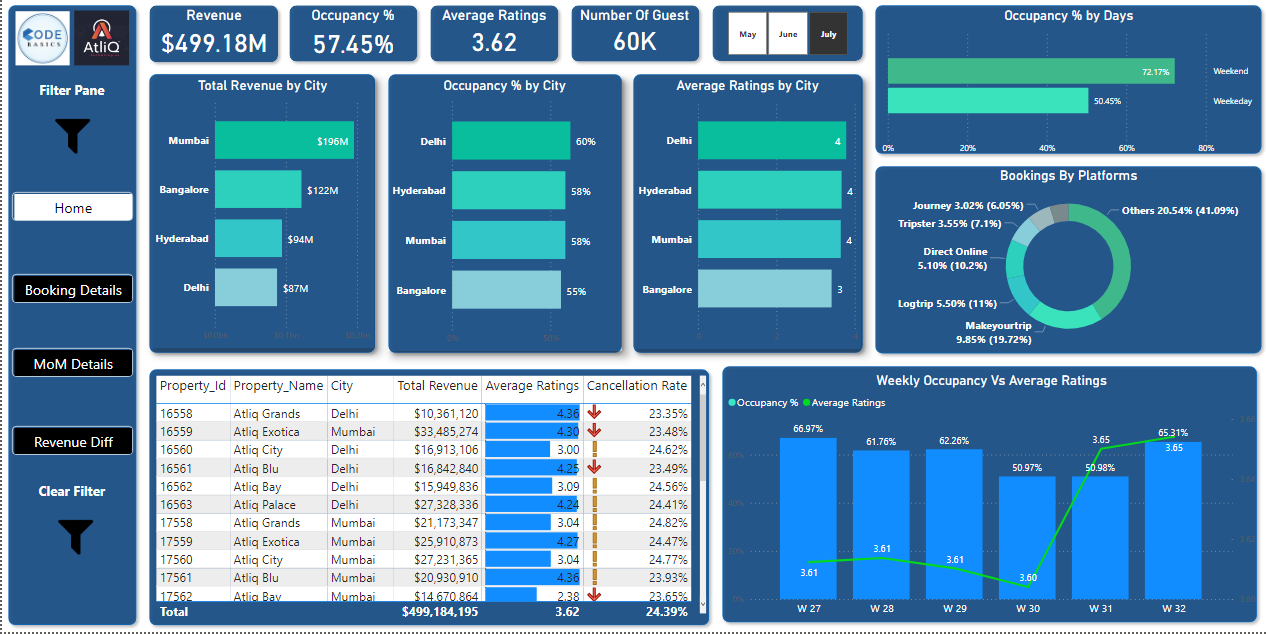 CODE
BASICS
AtliQ
Filter Pane
Home
Booking Details
MoM Details
Revenue Diff
Clear Filter
Revenue
$499.18M
Occupancy %
57.45%
Average Ratings
3.62
Number Of Guest
60K
May June July
Total Revenue by City
Mumbai $196M
Bangalore $122M
Hyderabad $94M
Delhi $87M
Occupancy % by City
Delhi 60%
Hyderabad 58%
Mumbai 58%
Bangalore 55%
0% 50%
Average Ratings by City
Delhi 4
Hyderabad 4
Mumbai 4
Bangalore 3
0 2 4
Occupancy % by Days
72.17% Weekend
50.45% Weekeday
0% 20% 40% 60% 80%
Bookings By Platforms
Journey 3.02% (6.05%)
Others 20.54% (41.09%)
Tripster 3.55% (7.1%)
Direct Online
5.10% (10.2%)
Logtrip 5.50% (11%)
Makeyourtrip
9.85% (19.72%)
Property_Id Property_Name City Total Revenue Average Ratings Cancellation Rate
16558 Atliq Grands Delhi $10,361,120 4.36 23.35%
16559 Atliq Exotica Mumbai $33,485,274 4.30 23.48%
16560 Atliq City Delhi $16,913,106 3.00 24.62%
16561 Atliq Blu Delhi $16,842,840 4.25 23.49%
16562 Atliq Bay Delhi $15,949,836 3.09 24.56%
16563 Atliq Palace Delhi $27,328,336 4.24 24.41%
17558 Atliq Grands Mumbai $21,173,347 3.04 24.82%
17559 Atliq Exotica Mumbai $25,910,873 4.27 24.47%
17560 Atliq City Mumbai $27,231,365 3.04 24.77%
17561 Atliq Blu Mumbai $20,930,910 4.36 23.93%
17562 Atliq Bay Mumbai $14,670,864 2.38 23.65%
Total $499,184,195 3.62 24.39%
Weekly Occupancy Vs Average Ratings
Occupancy % Average Ratings
66.97% 61.76% 62.26% 50.97% 50.98% 65.31%
3.61 3.61 3.61 3.60 3.65 3.65
60%
40%
20%
0%
W 27 W 28 W 29 W 30 W 31 W 32